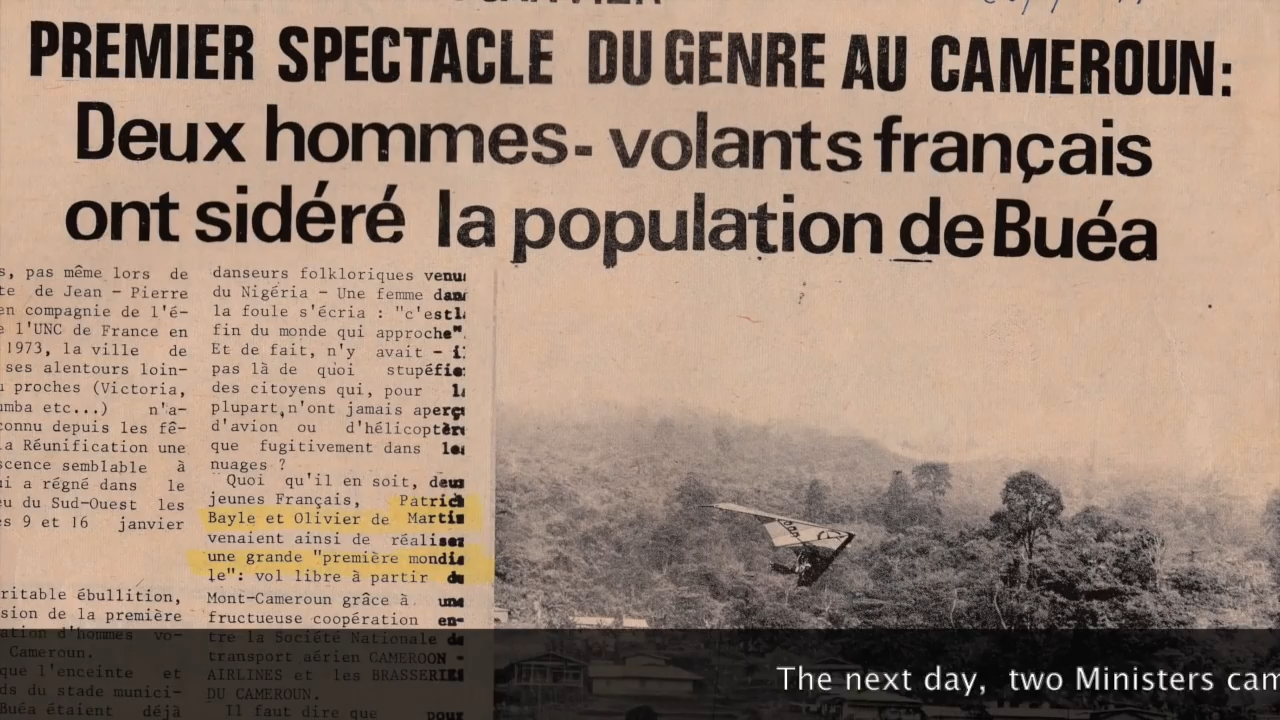 PREMIER SPECTACLE DU GENRE AU CAMEROUN:
Deux hommes-volants français
ont sidéré la population de Buéa
s, pas même lors de
te de Jean - Pierre
en compagnie de l'é-
e l'UNC de France en
1973, la ville de
ses alentours loin-
u proches (Victoria,
umba etc...) n'a-
connu depuis les fê-
la Réunification une
scence semblable à
ui a régné dans le
eu du Sud-Ouest les
es 9 et 16 janvier
ritable ébullition,
sion de la première
ation d'hommes vo-
Cameroun.
que l'enceinte et
ds du stade munici-
Buéa étaient déjà
danseurs folkloriques venus
du Nigéria - Une femme dans
la foule s'écria : "c'est la
fin du monde qui approche".
Et de fait, n'y avait - il
pas là de quoi stupéfier
des citoyens qui, pour la
plupart, n'ont jamais aperçu
d'avion ou d'hélicoptère
que fugitivement dans les
nuages ?
Quoi qu'il en soit, deux
jeunes Français, Patrick
Bayle et Olivier de Martin
venaient ainsi de réaliser
une grande "première mondia
le": vol libre à partir du
Mont-Cameroun grâce à une
fructueuse coopération en-
tre la Société Nationale de
transport aérien CAMEROON -
AIRLINES et les BRASSERIES
DU CAMEROUN.
Il faut dire que pour
The next day, two Ministers cam